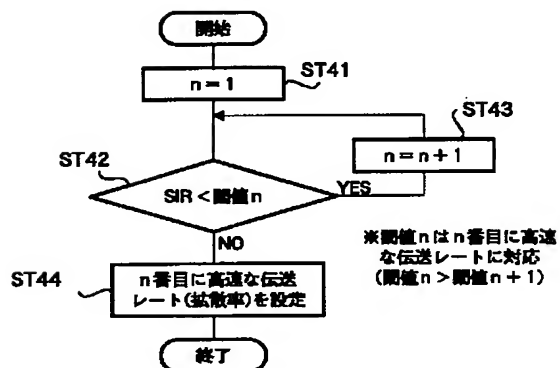 開始
n = 1
ST41
ST43
n = n + 1
ST42
SIR < 閾値n
YES
NO
※閾値nはn番目に高速
な伝送レートに対応
(閾値n > 閾値n + 1)
ST44
n番目に高速な伝送
レート(拡散率)を設定
終了